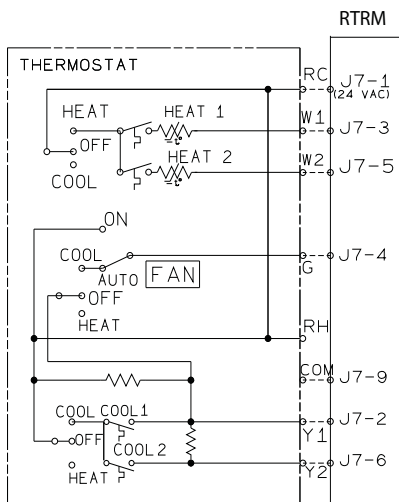 RTRM
THERMOSTAT
RC
J7-1
(24 VAC)
HEAT
HEAT 1
W1
J7-3
OFF
HEAT 2
W2
J7-5
COOL
ON
COOL
J7-4
AUTO
FAN
G
OFF
HEAT
RH
COM
J7-9
COOL
COOL1
J7-2
OFF
Y1
COOL2
J7-6
HEAT
Y2